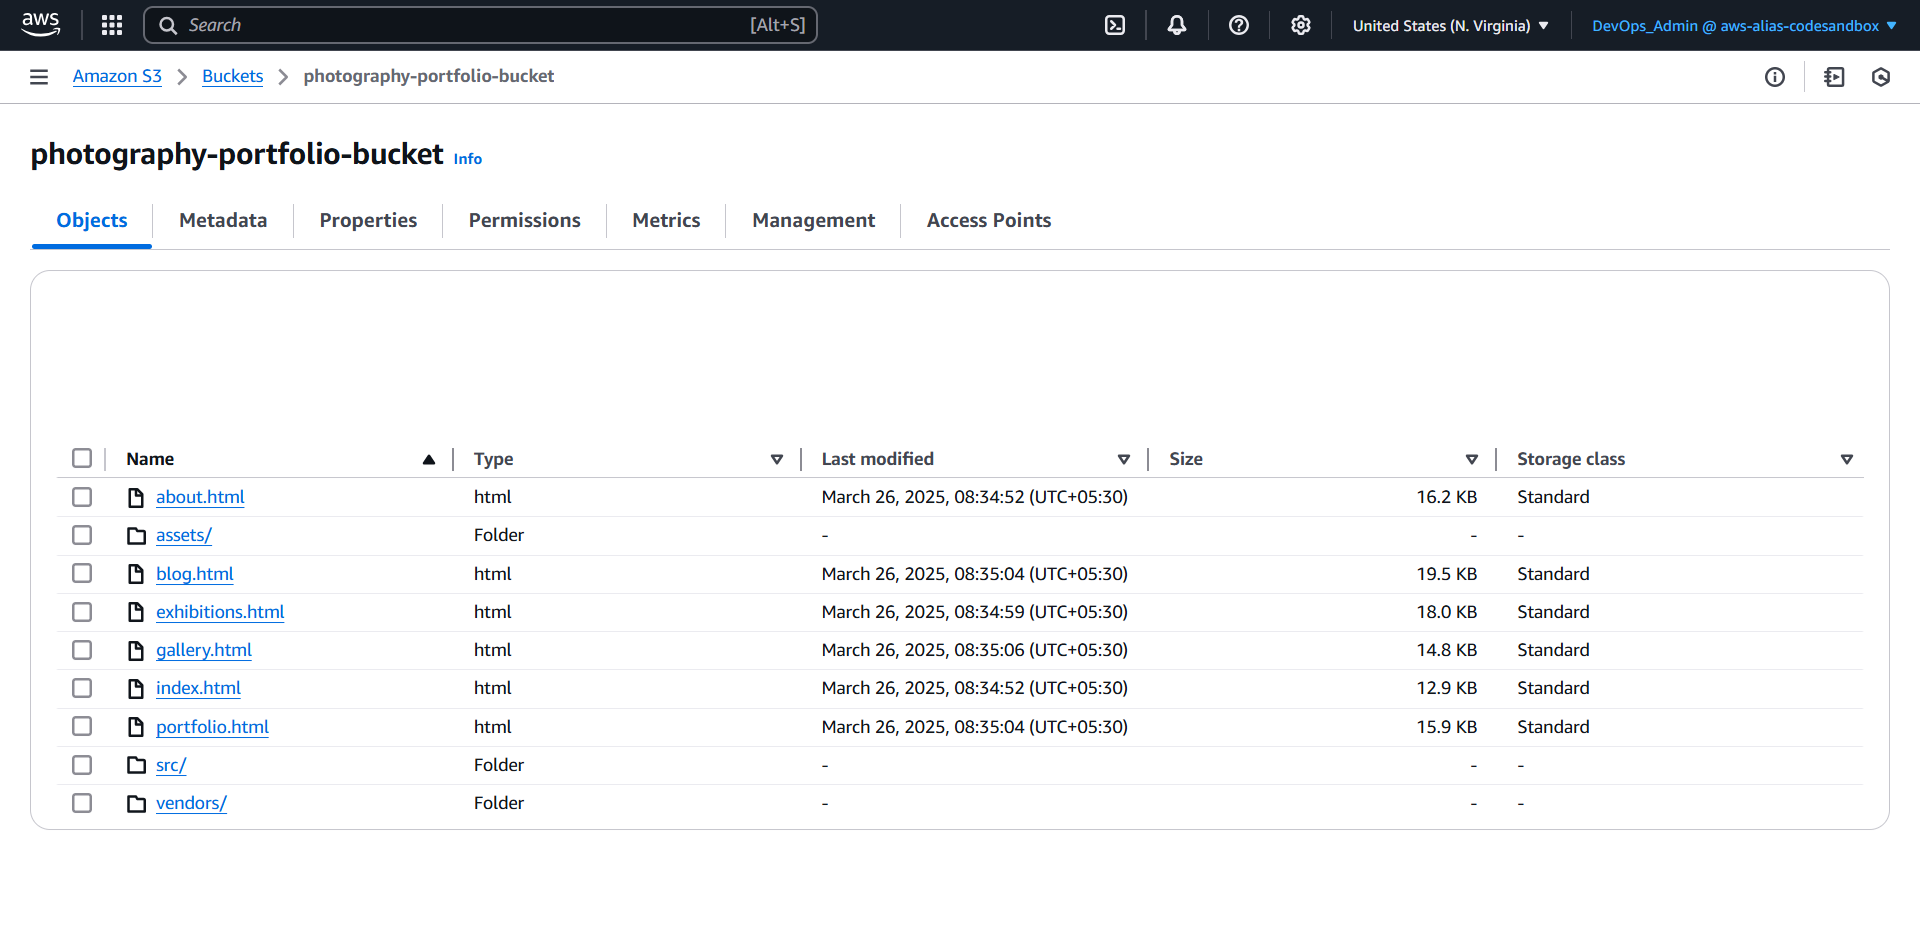 aws Search [Alt+S] United States (N. Virginia) DevOps_Admin @ aws-alias-codesandbox
Amazon S3 Buckets photography-portfolio-bucket
photography-portfolio-bucket Info
Objects Metadata Properties Permissions Metrics Management Access Points
Name Type Last modified Size Storage class
about.html html March 26, 2025, 08:34:52 (UTC+05:30) 16.2 KB Standard
assets/ Folder - - -
blog.html html March 26, 2025, 08:35:04 (UTC+05:30) 19.5 KB Standard
exhibitions.html html March 26, 2025, 08:34:59 (UTC+05:30) 18.0 KB Standard
gallery.html html March 26, 2025, 08:35:06 (UTC+05:30) 14.8 KB Standard
index.html html March 26, 2025, 08:34:52 (UTC+05:30) 12.9 KB Standard
portfolio.html html March 26, 2025, 08:35:04 (UTC+05:30) 15.9 KB Standard
src/ Folder - - -
vendors/ Folder - - -